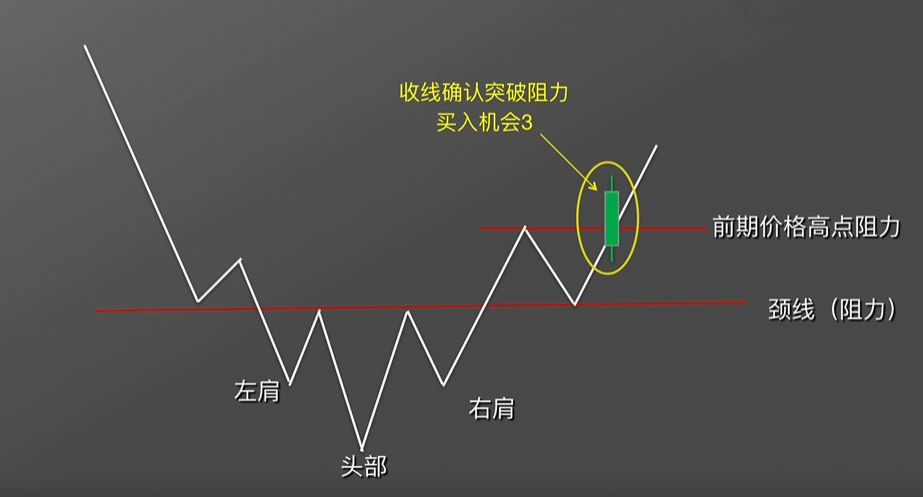 收线确认突破阻力
买入机会3
前期价格高点阻力
颈线（阻力）
左肩
右肩
头部